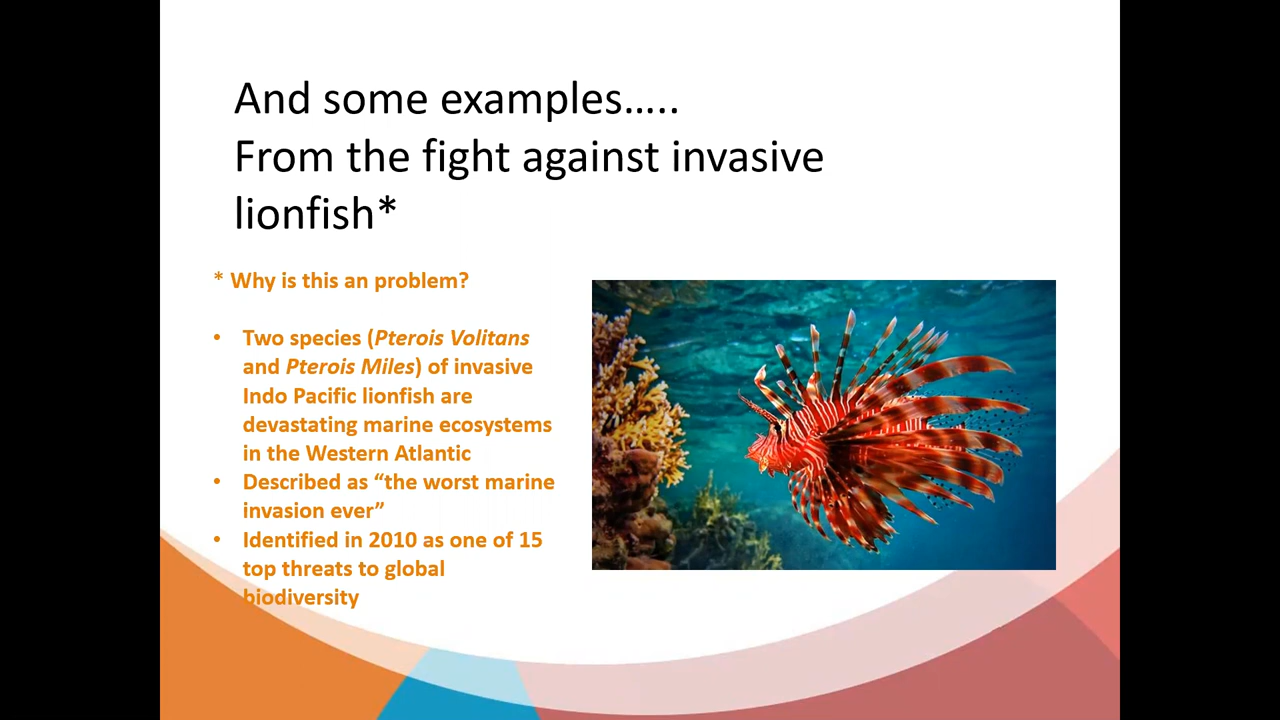 And some examples…..
From the fight against invasive
lionfish*
* Why is this an problem?
• Two species (Pterois Volitans
and Pterois Miles) of invasive
Indo Pacific lionfish are
devastating marine ecosystems
in the Western Atlantic
• Described as “the worst marine
invasion ever”
• Identified in 2010 as one of 15
top threats to global
biodiversity